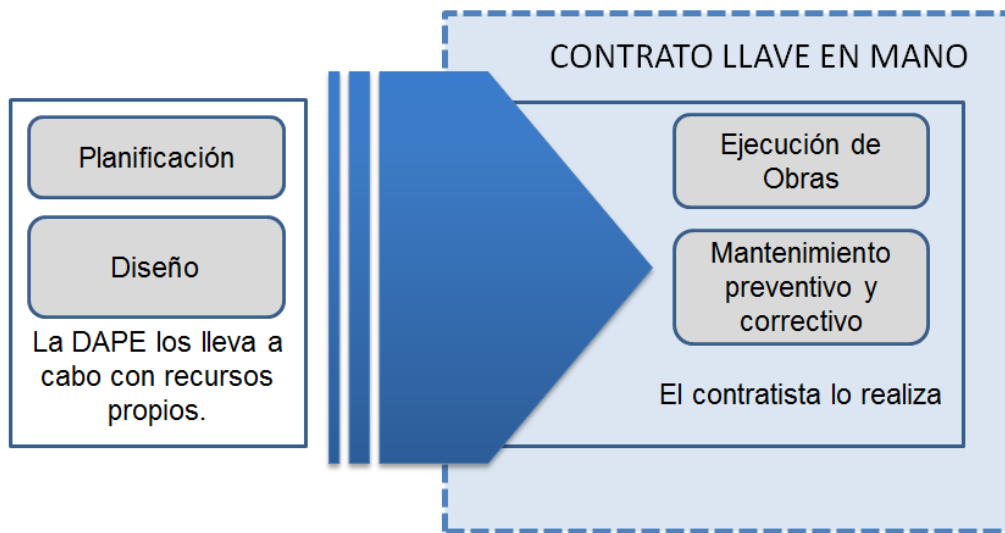 CONTRATO LLAVE EN MANO
Planificación
Diseño
La DAPE los lleva a
cabo con recursos
propios.
Ejecución de
Obras
Mantenimiento
preventivo y
correctivo
El contratista lo realiza